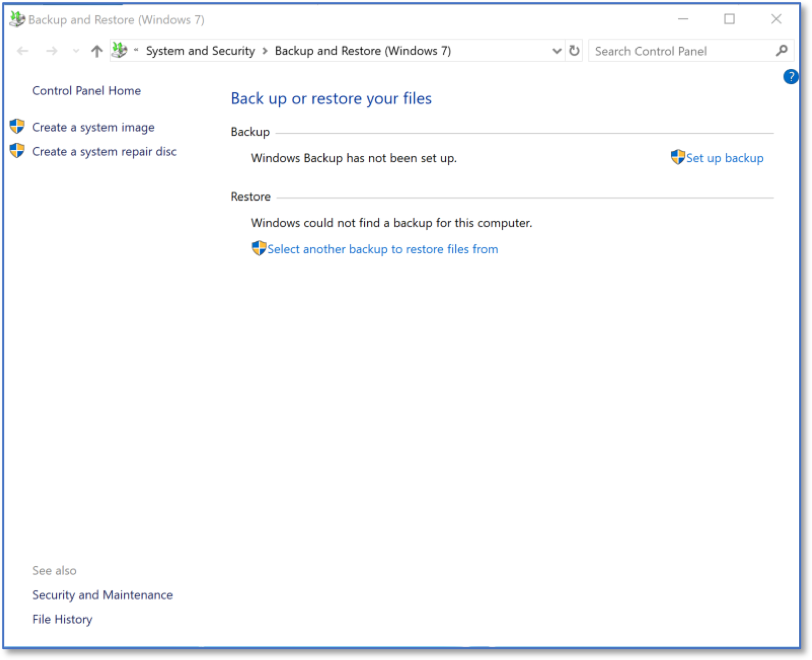 Backup and Restore (Windows 7)
System and Security > Backup and Restore (Windows 7)
Search Control Panel
?
Control Panel Home
Create a system image
Create a system repair disc
Back up or restore your files
Backup
Windows Backup has not been set up.
Set up backup
Restore
Windows could not find a backup for this computer.
Select another backup to restore files from
See also
Security and Maintenance
File History